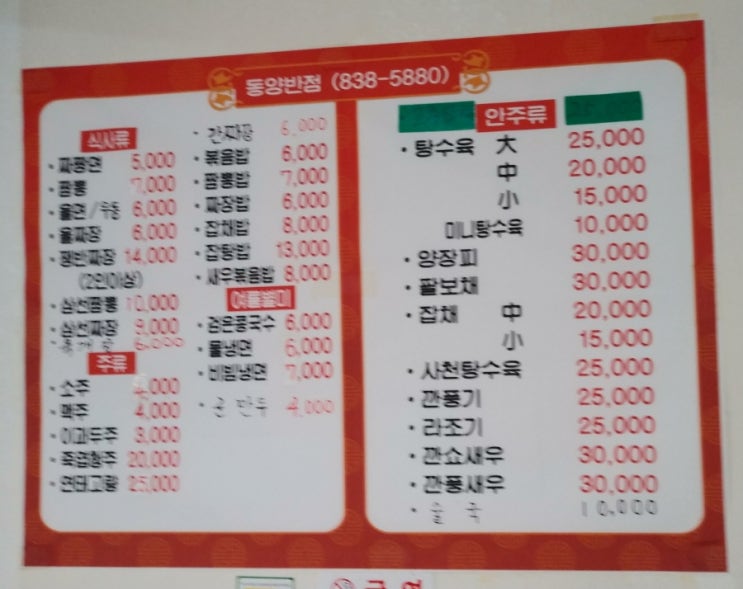 동양반점 (838-5880)
식사류
· 짜장면 5,000
· 짬뽕 7,000
· 울면/우동 6,000
· 울짜장 6,000
· 쟁반짜장 14,000
(2인이상)
· 삼선짬뽕 10,000
· 삼선짜장 9,000
6,000
주류
· 소주 4,000
· 맥주 4,000
· 이과두주 3,000
· 죽엽청주 20,000
· 연태고량 25,000
· 간짜장 6,000
· 볶음밥 6,000
· 짬뽕밥 7,000
· 짜장밥 6,000
· 잡채밥 8,000
· 잡탕밥 13,000
· 새우볶음밥 8,000
여름별미
· 검은콩국수 6,000
· 물냉면 6,000
· 비빔냉면 7,000
· 군만두 4,000
안주류
· 탕수육 大 25,000
中 20,000
小 15,000
미니탕수육 10,000
· 양장피 30,000
· 팔보채 30,000
· 잡채 中 20,000
小 15,000
· 사천탕수육 25,000
· 깐풍기 25,000
· 라조기 25,000
· 깐쇼새우 30,000
· 깐풍새우 30,000
· 술국 10,000
금연